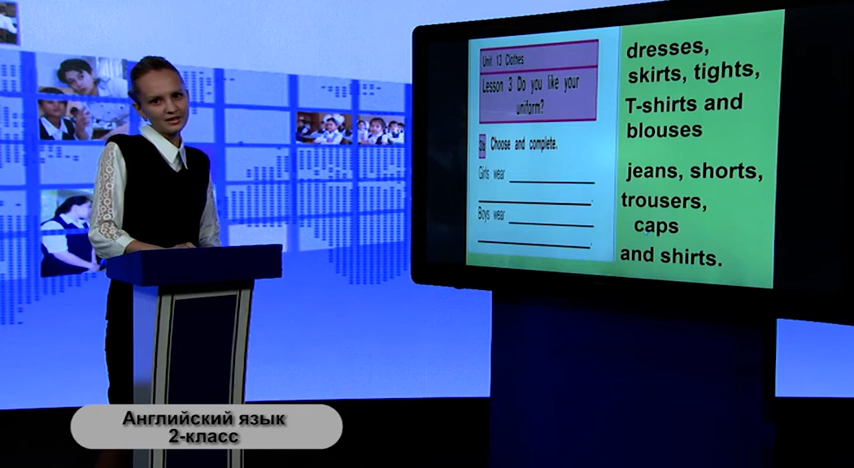 Unit 13 Clothes
Lesson 3 Do you like your
uniform?
Choose and complete.
Girls wear
Boys wear
dresses,
skirts, tights,
T-shirts and
blouses
jeans, shorts,
trousers,
caps
and shirts.
Английский язык
2-класс